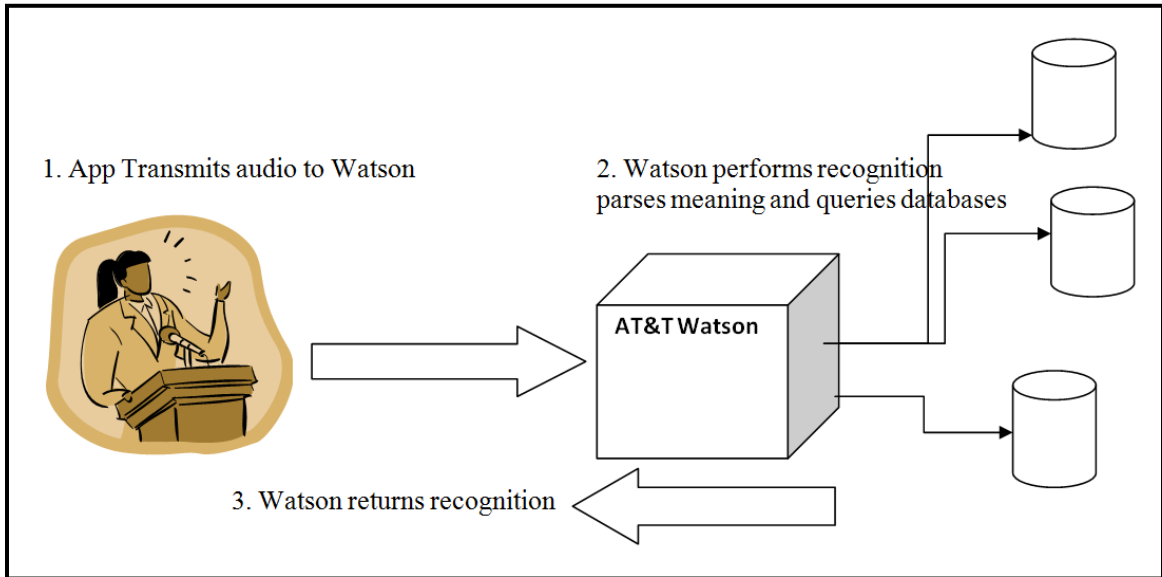 1. App Transmits audio to Watson
2. Watson performs recognition
parses meaning and queries databases
AT&T Watson
3. Watson returns recognition